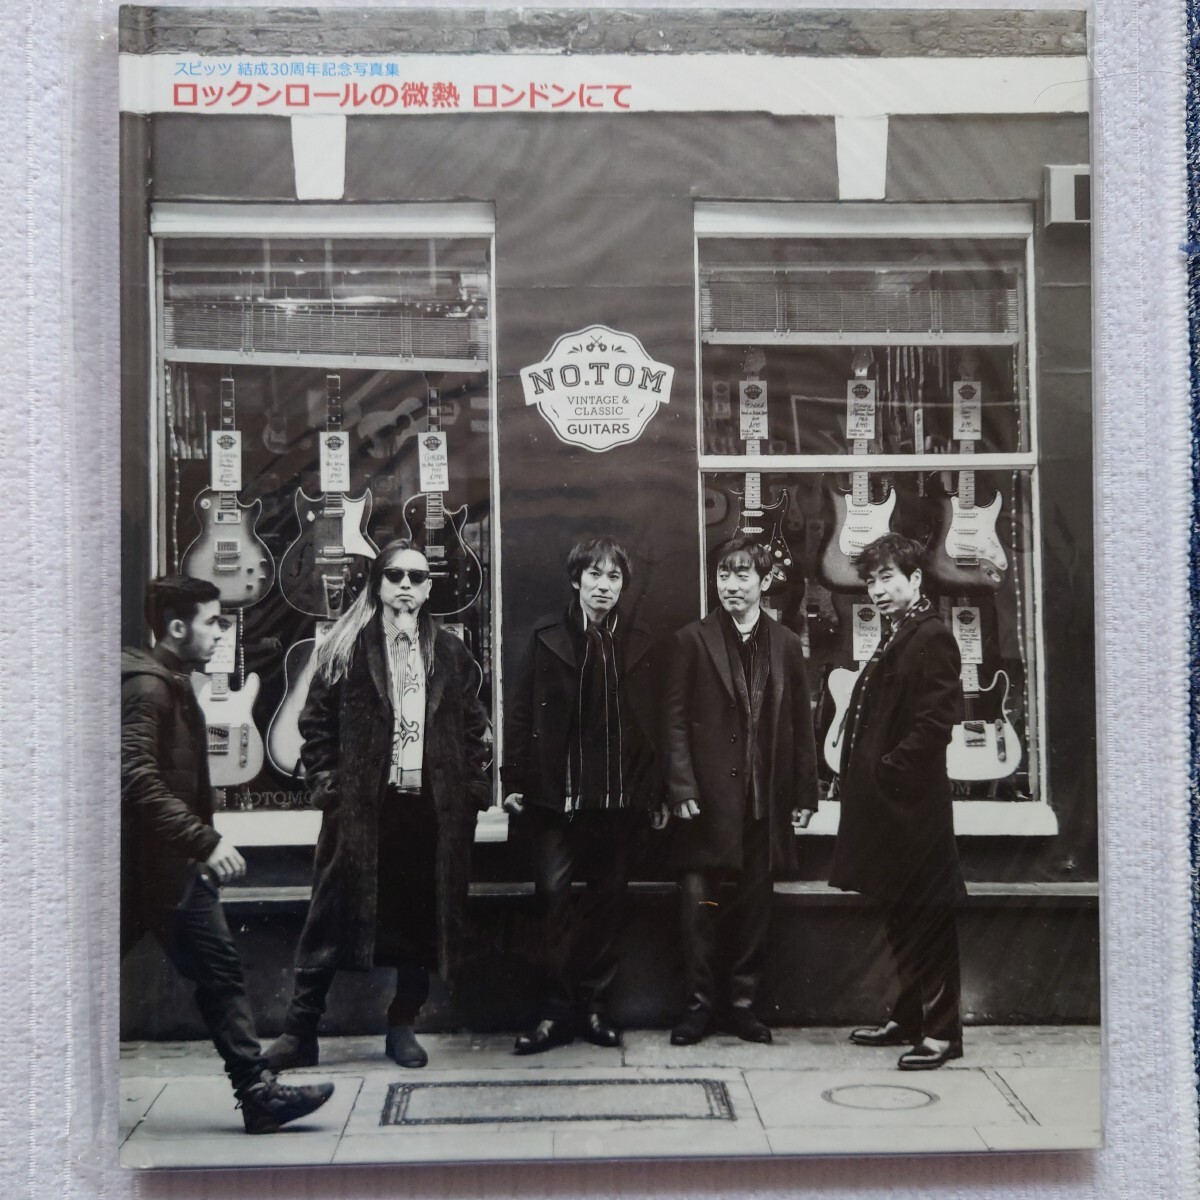 スピッツ 結成30周年記念写真集
ロックンロールの微熱 ロンドンにて
NO.TOM
VINTAGE &
CLASSIC
GUITARS